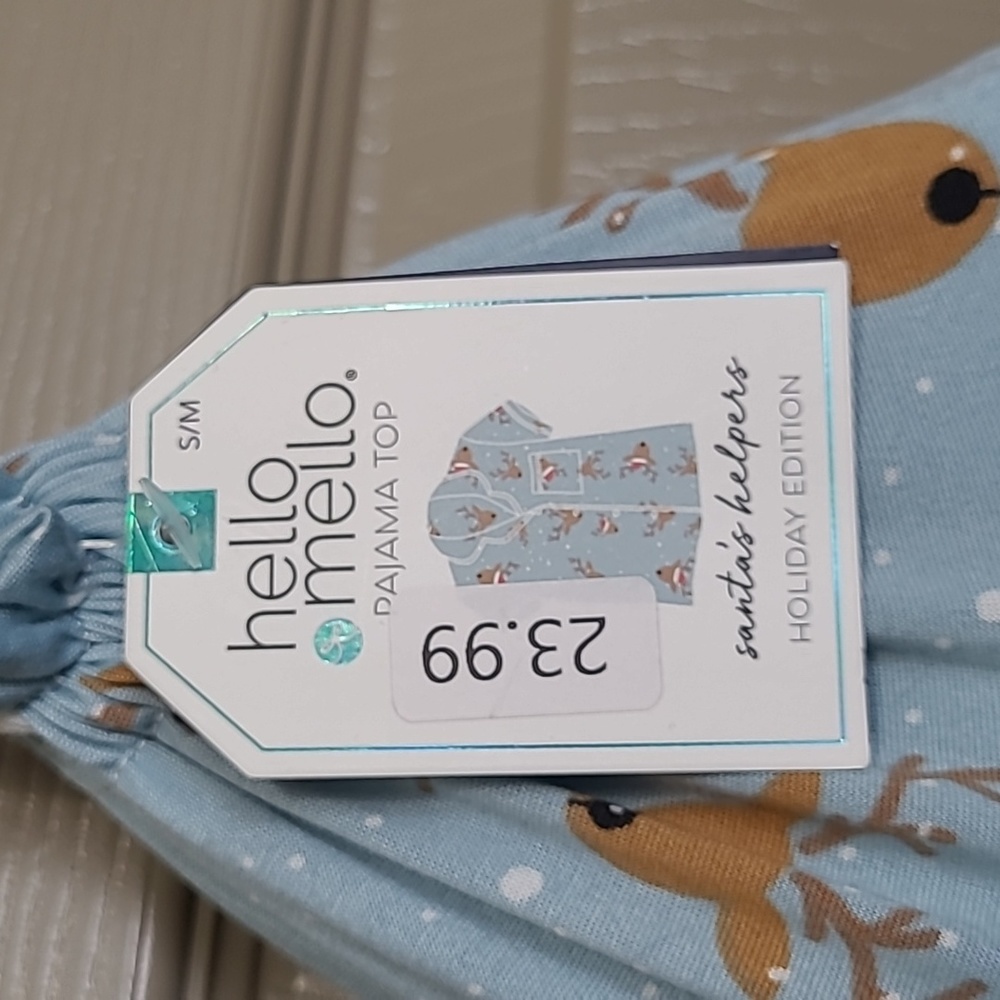 S/M
hello
mello®
PAJAMA TOP
23.99
santa's helpers
HOLIDAY EDITION